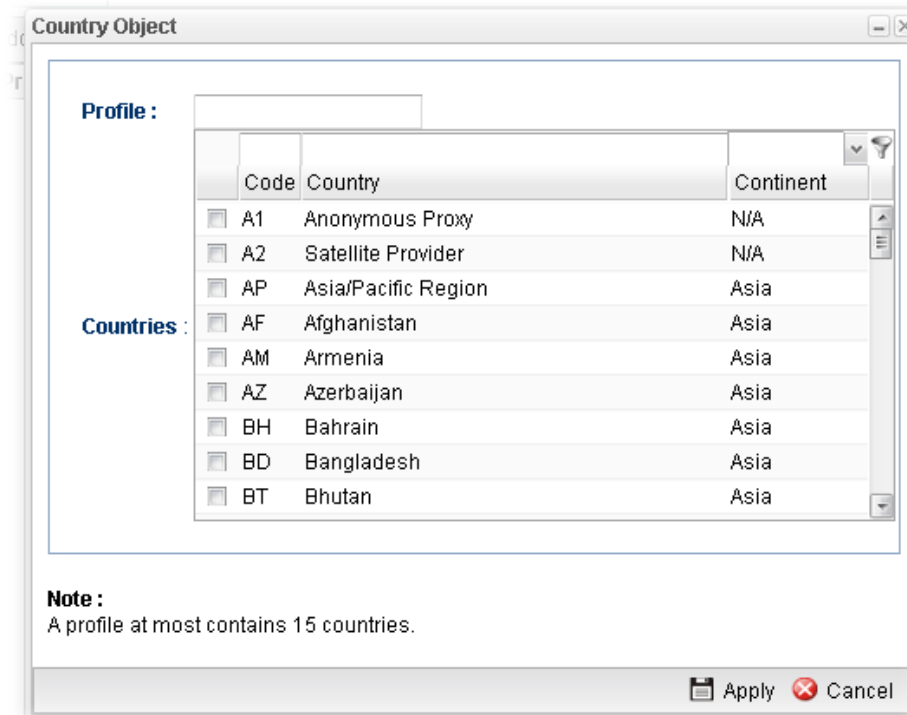 Country Object
Profile :
Code Country Continent
A1 Anonymous Proxy N/A
A2 Satellite Provider N/A
AP Asia/Pacific Region Asia
AF Afghanistan Asia
Countries :
AM Armenia Asia
AZ Azerbaijan Asia
BH Bahrain Asia
BD Bangladesh Asia
BT Bhutan Asia
Note :
A profile at most contains 15 countries.
Apply Cancel